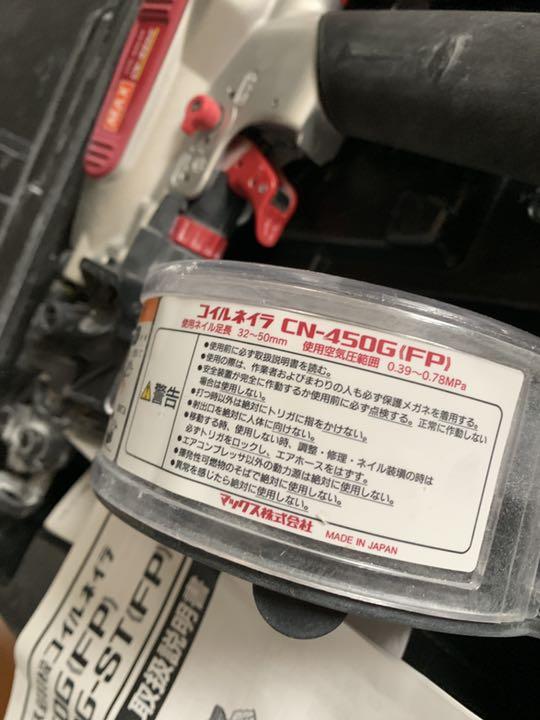 MAX
コイルネイラ CN-450G(FP)
使用ネイル足長 32~50mm 使用空気圧範囲 0.39~0.78MPa
警告
●使用前に必ず取扱説明書を読む。
●使用の際は、作業者およびまわりの人も必ず保護メガネを着用する。
●安全装置が完全に作動するか使用前に必ず点検する。正常に作動しない
場合は使用しない。
●打つ時以外は絶対にトリガに指をかけない。
●射出口を絶対に人体に向けない。
●移動する時、使用しない時、調整・修理・ネイル装填の時は
必ずトリガをロックし、エアホースをはずす。
●エアコンプレッサ以外の動力源は絶対に使用しない。
●爆発性可燃物のそばで絶対に使用しない。
●異常を感じたら絶対に使用しない。
マックス株式会社 MADE IN JAPAN
コイルネイラ
0G(FP)
G-ST(FP)
取扱説明書